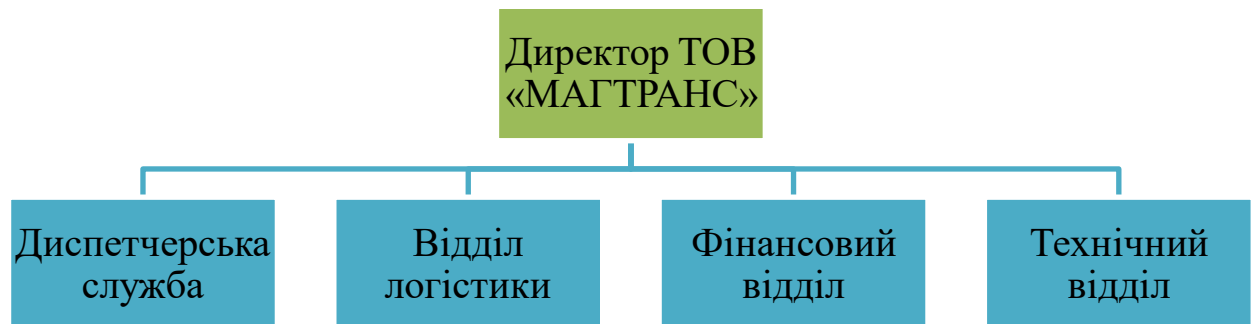 Директор ТОВ
«МАГТРАНС»
Диспетчерська
служба
Відділ
логістики
Фінансовий
відділ
Технічний
відділ